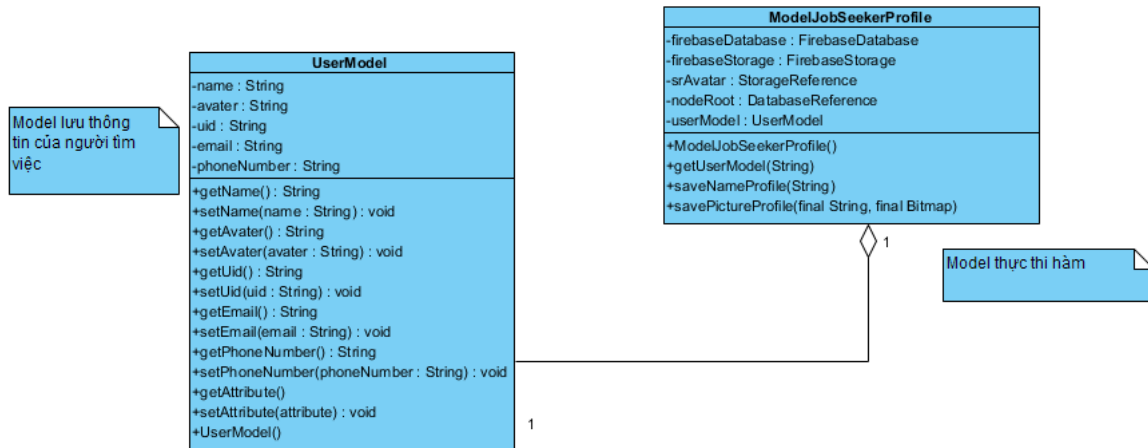 Model lưu thông
tin của người tìm
việc
UserModel
-name : String
-avater : String
-uid : String
-email : String
-phoneNumber : String
+getName() : String
+setName(name : String) : void
+getAvater() : String
+setAvater(avater : String) : void
+getUid() : String
+setUid(uid : String) : void
+getEmail() : String
+setEmail(email : String) : void
+getPhoneNumber() : String
+setPhoneNumber(phoneNumber : String) : void
+getAttribute()
+setAttribute(attribute) : void
+UserModel()
1
ModelJobSeekerProfile
-firebaseDatabase : FirebaseDatabase
-firebaseStorage : FirebaseStorage
-srAvatar : StorageReference
-nodeRoot : DatabaseReference
-userModel : UserModel
+ModelJobSeekerProfile()
+getUserModel(String)
+saveNameProfile(String)
+savePictureProfile(final String, final Bitmap)
1
Model thực thi hàm